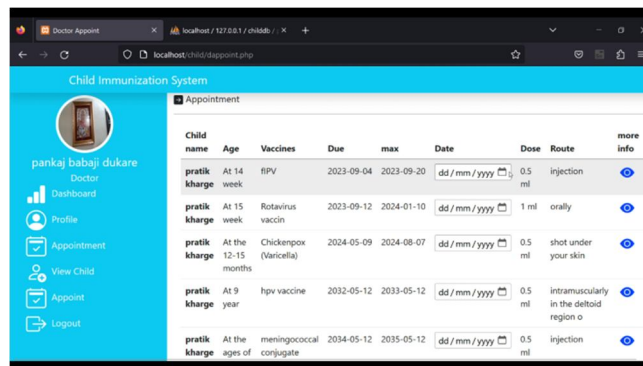 Doctor Appoint
localhost / 127.0.0.1 / childdb /
localhost/child/dappoint.php
Child Immunization System
pankaj babaji dukare
Doctor
Dashboard
Profile
Appointment
View Child
Appoint
Logout
Appointment
Child name Age Vaccines Due max Date Dose Route more info
pratik kharge At 14 week fIPV 2023-09-04 2023-09-20 dd/mm/yyyy 0.5 ml injection
pratik kharge At 15 week Rotavirus vaccin 2023-09-12 2024-01-10 dd/mm/yyyy 1 ml orally
pratik kharge At the 12-15 months Chickenpox (Varicella) 2024-05-09 2024-08-07 dd/mm/yyyy 0.5 ml shot under your skin
pratik kharge At 9 year hpv vaccine 2032-05-12 2033-05-12 dd/mm/yyyy 0.5 ml intramuscularly in the deltoid region o
pratik kharge At the ages of meningococcal conjugate 2034-05-12 2035-05-12 dd/mm/yyyy 0.5 ml injection